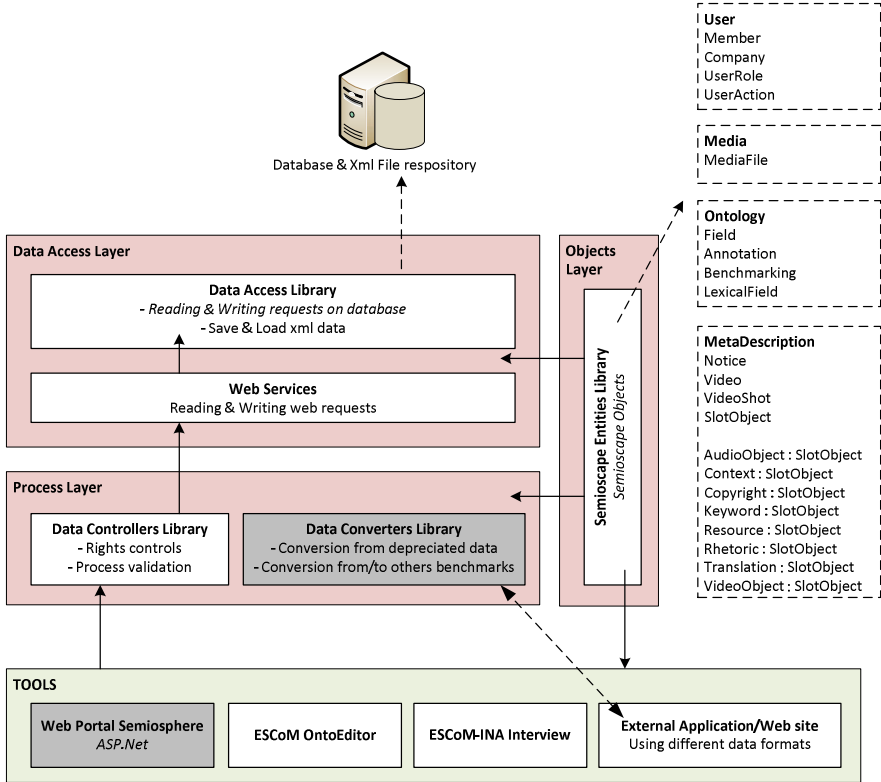 Database & Xml File respository
Data Access Layer
Data Access Library
- Reading & Writing requests on database
- Save & Load xml data
Web Services
Reading & Writing web requests
Process Layer
Data Controllers Library
- Rights controls
- Process validation
Data Converters Library
- Conversion from depreciated data
- Conversion from/to others benchmarks
Objects
Layer
Semioscape Entities Library
Semioscape Objects
User
Member
Company
UserRole
UserAction
Media
MediaFile
Ontology
Field
Annotation
Benchmarking
LexicalField
MetaDescription
Notice
Video
VideoShot
SlotObject
AudioObject : SlotObject
Context : SlotObject
Copyright : SlotObject
Keyword : SlotObject
Resource : SlotObject
Rhetoric : SlotObject
Translation : SlotObject
VideoObject : SlotObject
TOOLS
Web Portal Semiosphere
ASP.Net
ESCoM OntoEditor
ESCoM-INA Interview
External Application/Web site
Using different data formats